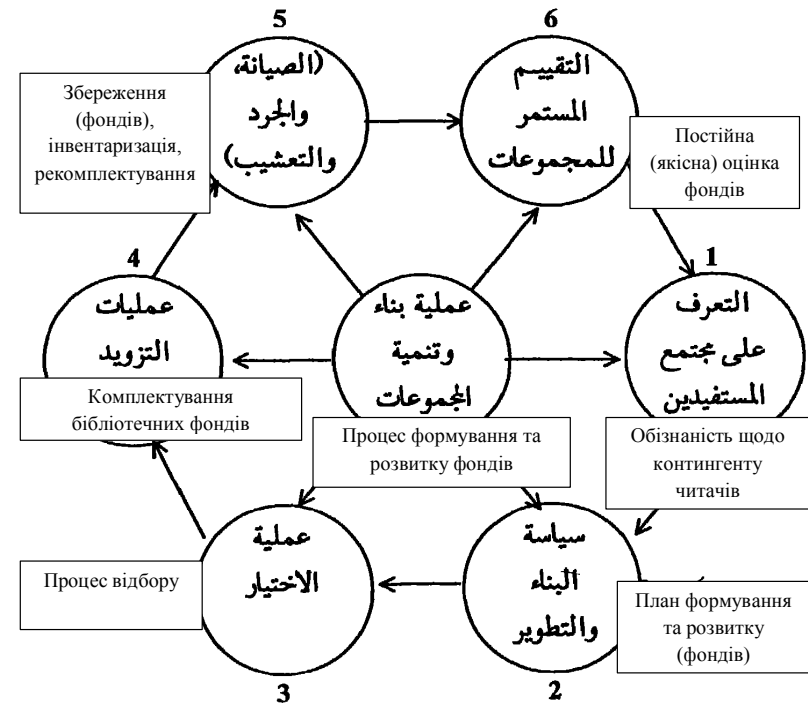 5
(الصيانة،
والجرد
والتعشيب)
Збереження
(фондів),
інвентаризація,
рекомплектування
6
التقييم
المستمر
للمجموعات
Постійна
(якісна) оцінка
фондів
4
عمليات
التزويد
Комплектування
бібліотечних фондів
عملية بناء
وتنمية
المجموعات
Процес формування та
розвитку фондів
1
التعرف
على مجتمع
المستفيدين
Обізнаність щодо
контингенту
читачів
عملية
الاختيار
Процес відбору
3
سياسة
البناء
والتطوير
План формування
та розвитку
(фондів)
2